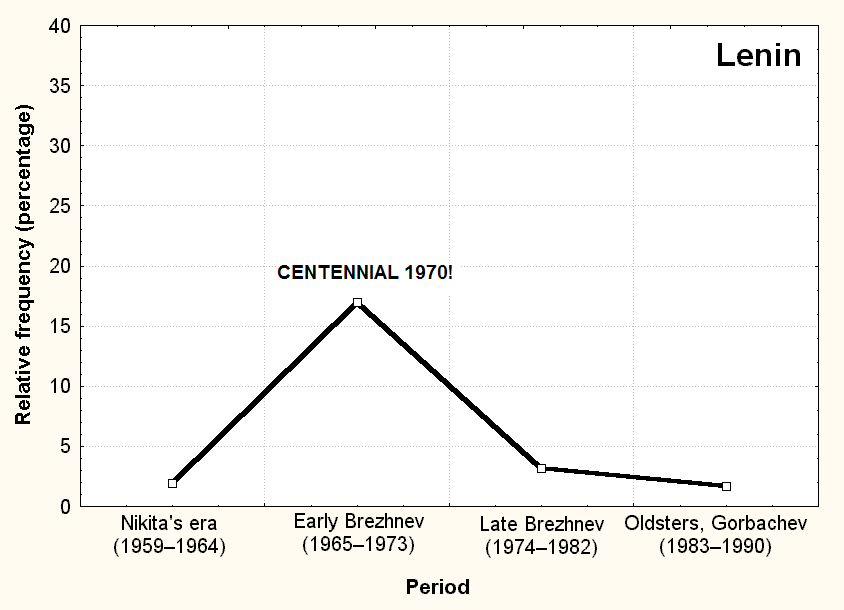 Lenin
Relative frequency (percentage)
40
35
30
25
20
15
10
5
0
CENTENNIAL 1970!
Nikita's era
(1959–1964)
Early Brezhnev
(1965–1973)
Late Brezhnev
(1974–1982)
Oldsters, Gorbachev
(1983–1990)
Period